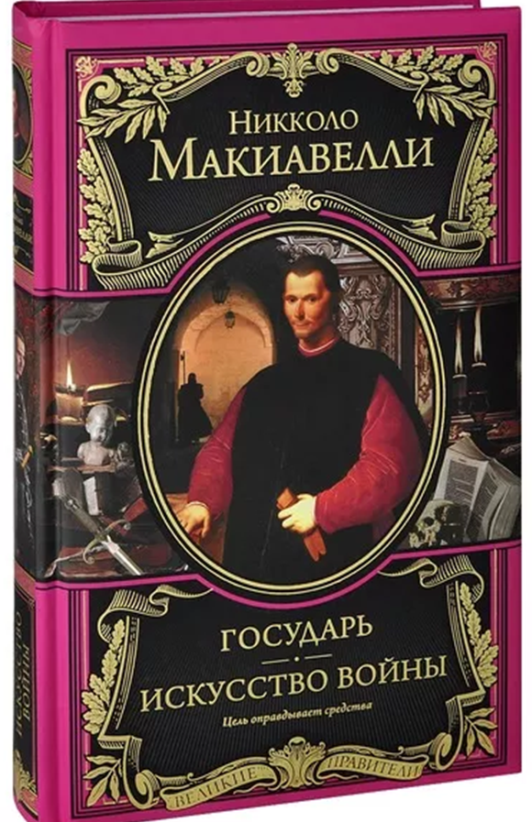 Никколо
Макиавелли
Государь
Искусство войны
Цель оправдывает средства
Великие правители